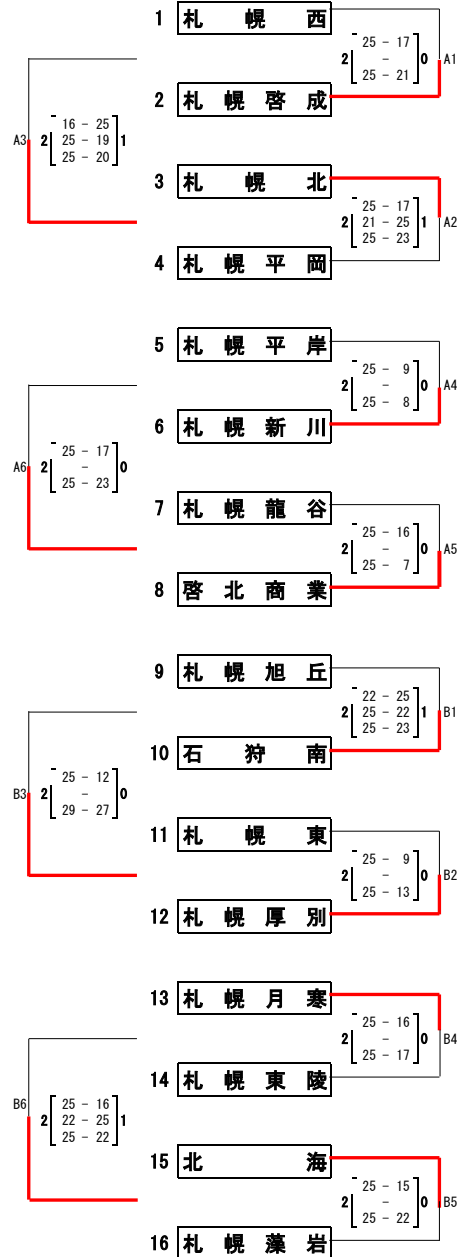 1 札幌西
25 - 17
2 - 0 A1
25 - 21
2 札幌啓成
16 - 25
A3 2 25 - 19 1
25 - 20
3 札幌北
25 - 17
2 21 - 25 1 A2
25 - 23
4 札幌平岡
5 札幌平岸
25 - 9
2 - 0 A4
25 - 8
6 札幌新川
25 - 17
A6 2 - 0
25 - 23
7 札幌龍谷
25 - 16
2 - 0 A5
25 - 7
8 啓北商業
9 札幌旭丘
22 - 25
2 25 - 22 1 B1
25 - 23
10 石狩南
25 - 12
B3 2 - 0
29 - 27
11 札幌東
25 - 9
2 - 0 B2
25 - 13
12 札幌厚別
13 札幌月寒
25 - 16
2 - 0 B4
25 - 17
14 札幌東陵
25 - 16
B6 2 22 - 25 1
25 - 22
15 北海
25 - 15
2 - 0 B5
25 - 22
16 札幌藻岩